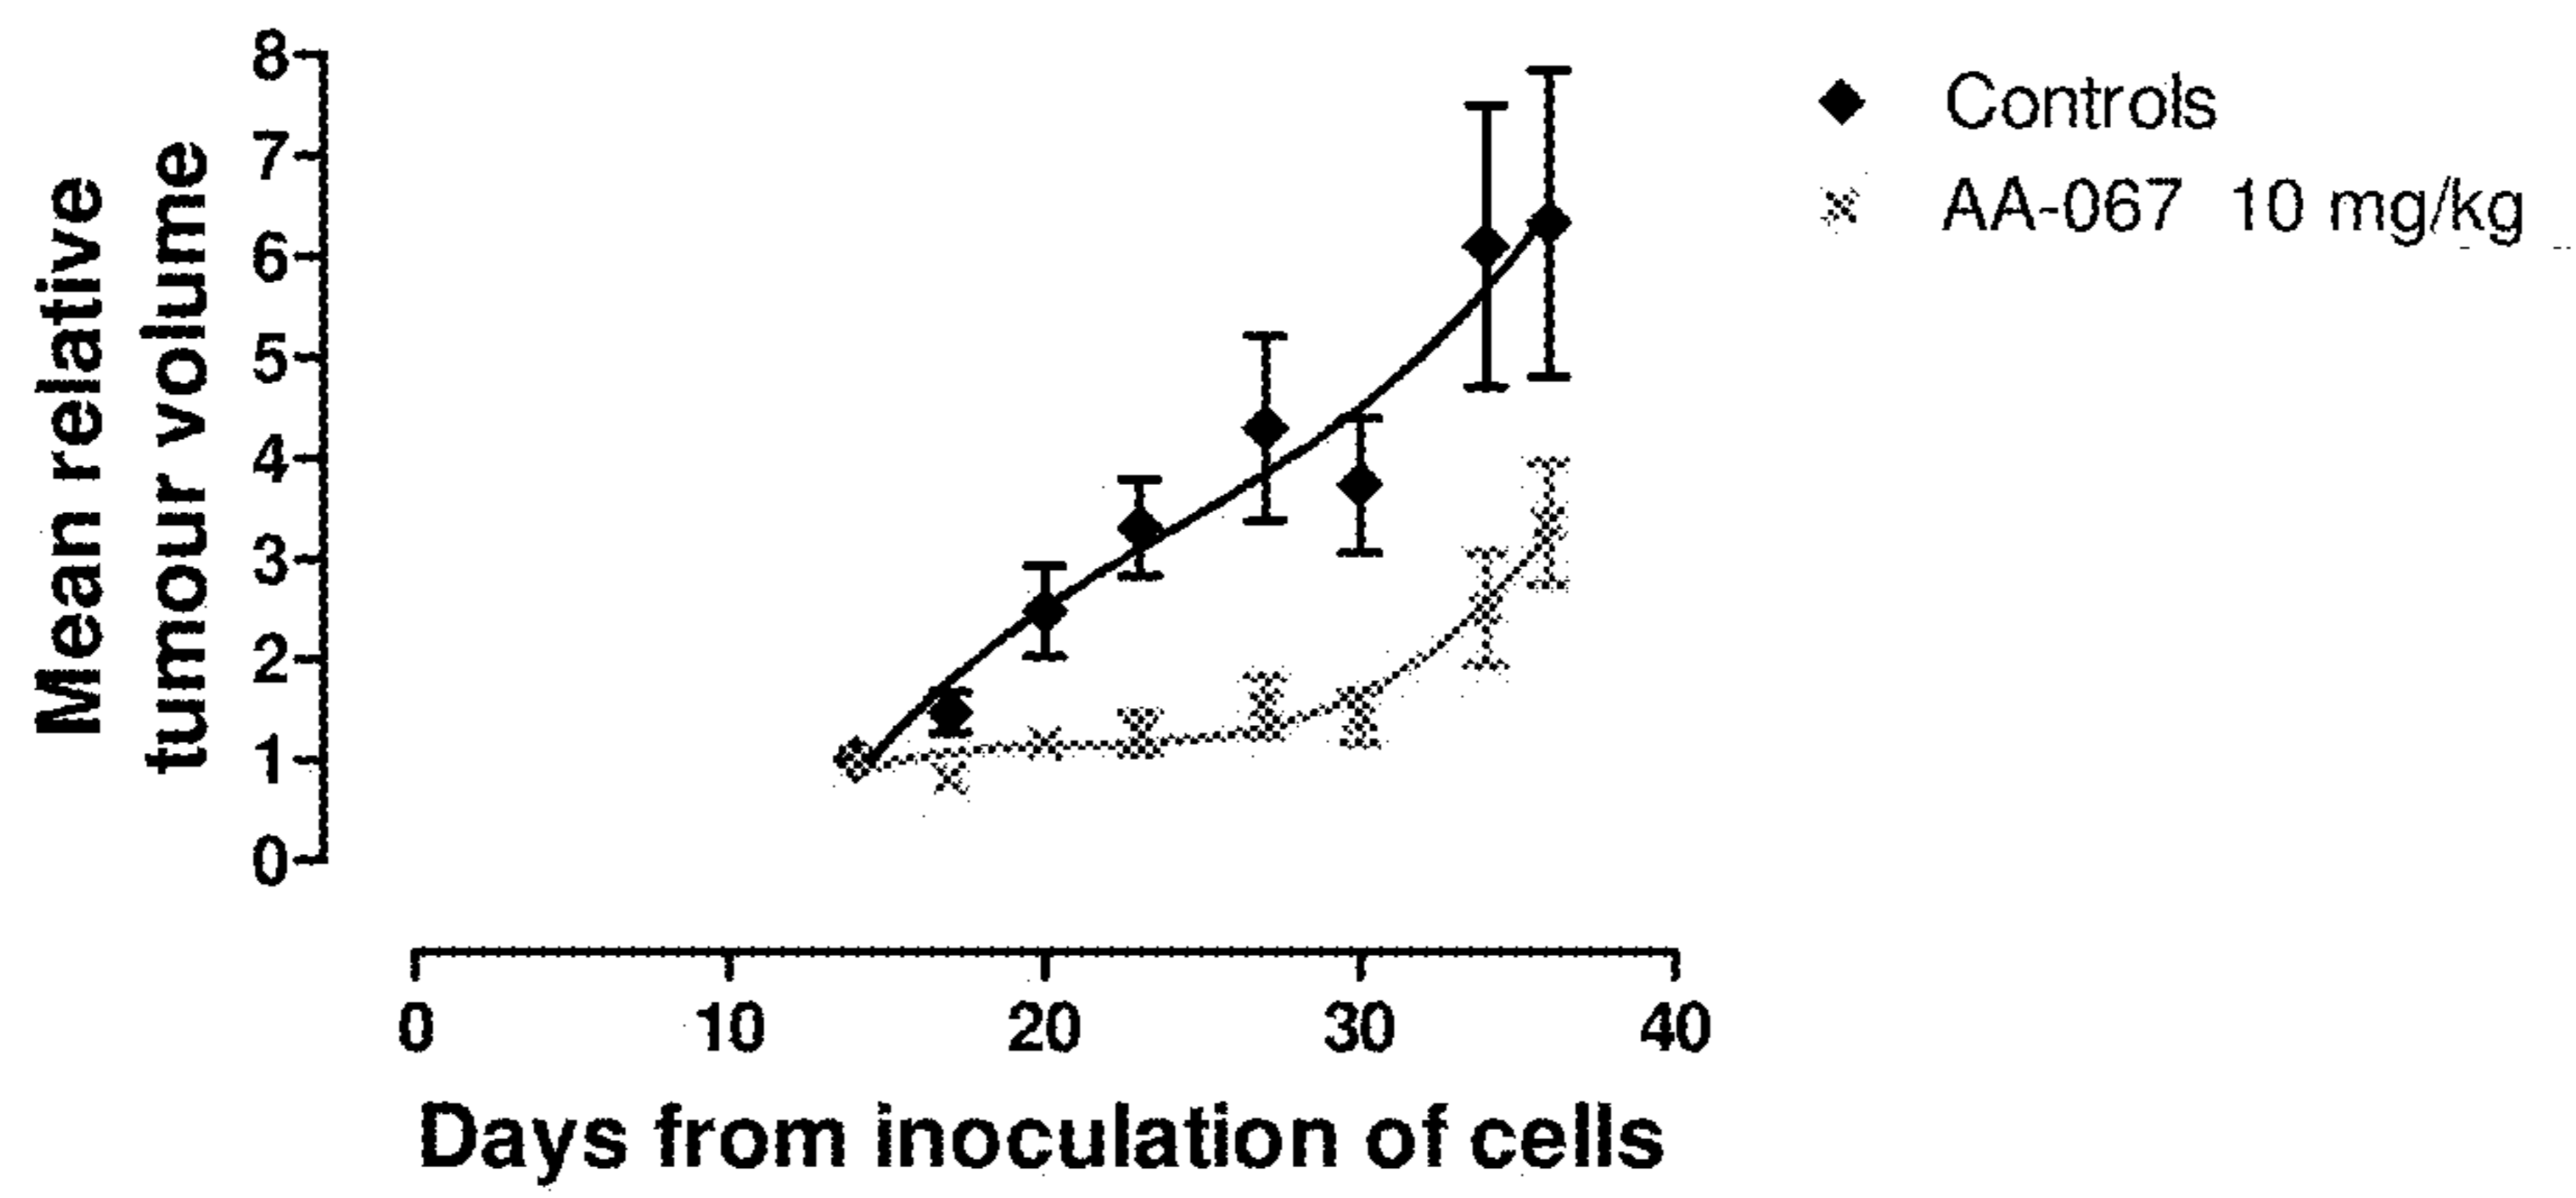 Mean relative
tumour volume
8
7
6
5
4
3
2
1
0
0 10 20 30 40
Days from inoculation of cells
Controls
AA-067 10 mg/kg